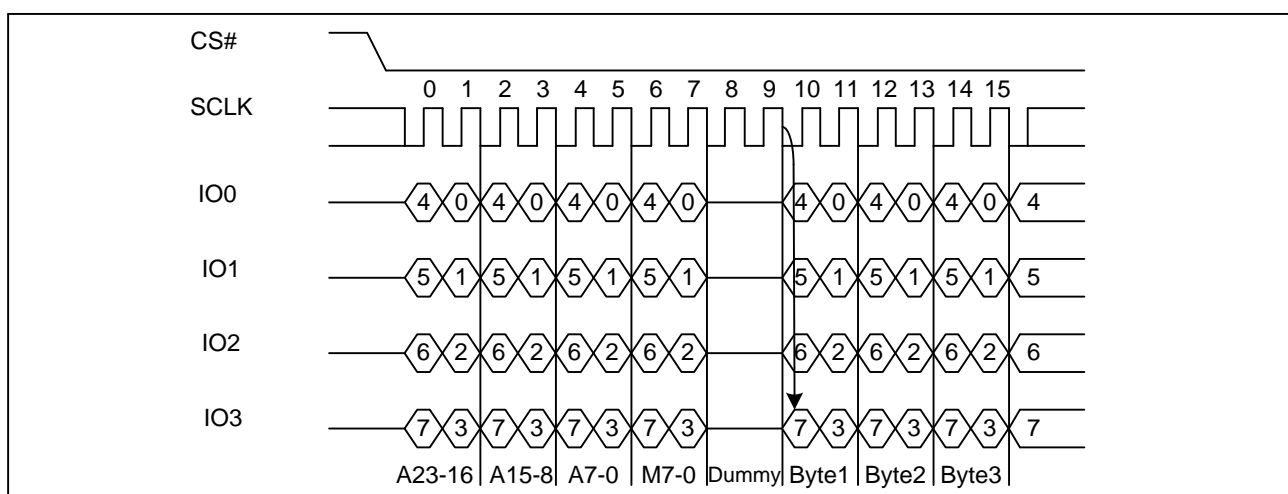 CS#
0 1 2 3 4 5 6 7 8 9 10 11 12 13 14 15
SCLK
IO0
4 0 4 0 4 0 4 0 4 0 4 0 4 0 4
IO1
5 1 5 1 5 1 5 1 5 1 5 1 5 1 5
IO2
6 2 6 2 6 2 6 2 6 2 6 2 6 2 6
IO3
7 3 7 3 7 3 7 3 7 3 7 3 7 3 7
A23-16 A15-8 A7-0 M7-0 Dummy Byte1 Byte2 Byte3